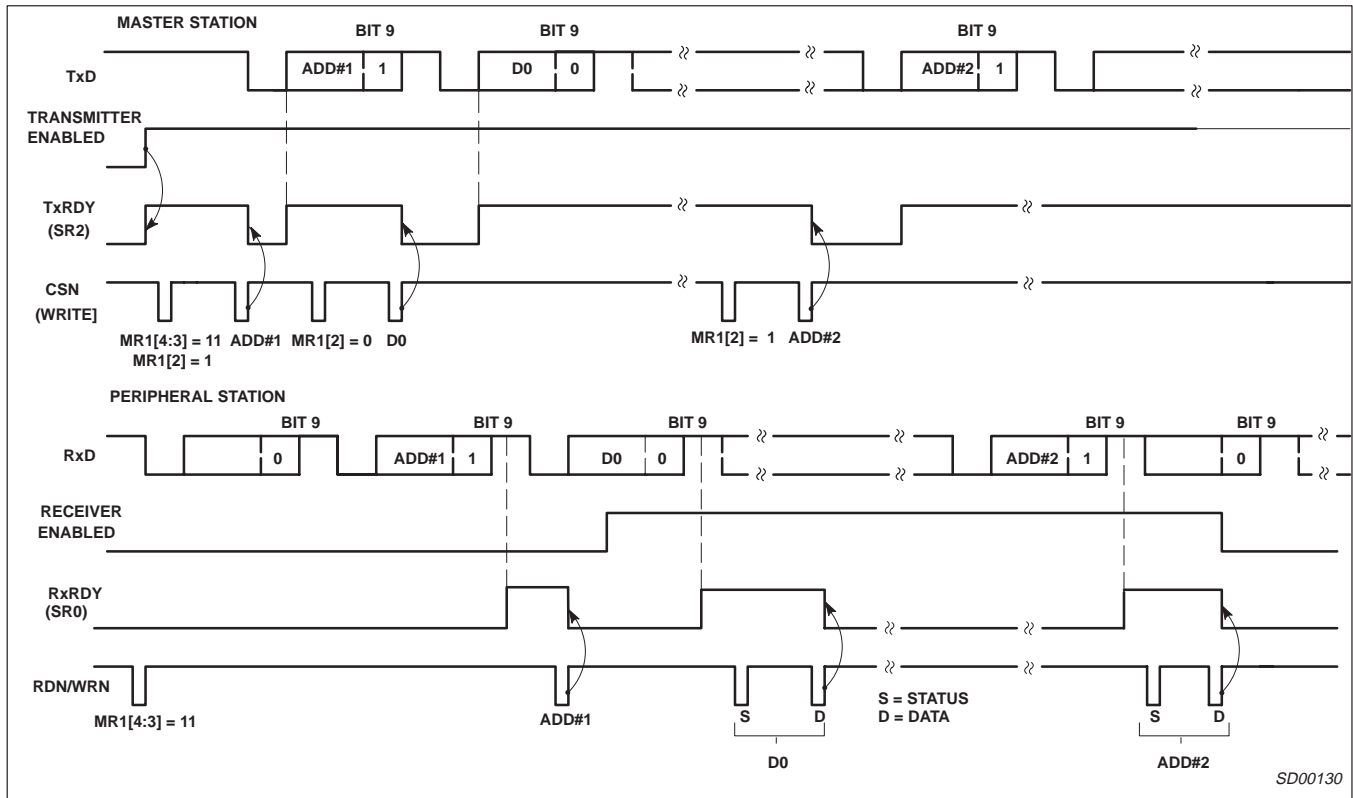 MASTER STATION
BIT 9 BIT 9 BIT 9
TxD ADD#1 1 D0 0 ADD#2 1
TRANSMITTER
ENABLED
TxRDY
(SR2)
CSN
(WRITE]
MR1[4:3] = 11 ADD#1 MR1[2] = 0 D0 MR1[2] = 1 ADD#2
MR1[2] = 1
PERIPHERAL STATION
BIT 9 BIT 9 BIT 9 BIT 9 BIT 9
RxD 0 ADD#1 1 D0 0 ADD#2 1 0
RECEIVER
ENABLED
RxRDY
(SR0)
RDN/WRN
MR1[4:3] = 11 ADD#1 S D S = STATUS S D
D = DATA
D0 ADD#2
SD00130